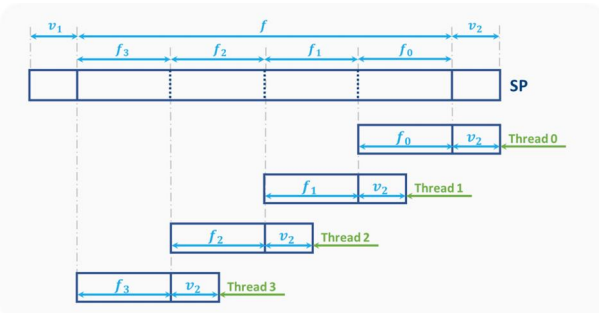 v₁ f v₂
f₃ f₂ f₁ f₀
SP
f₀ v₂ Thread 0
f₁ v₂ Thread 1
f₂ v₂ Thread 2
f₃ v₂ Thread 3